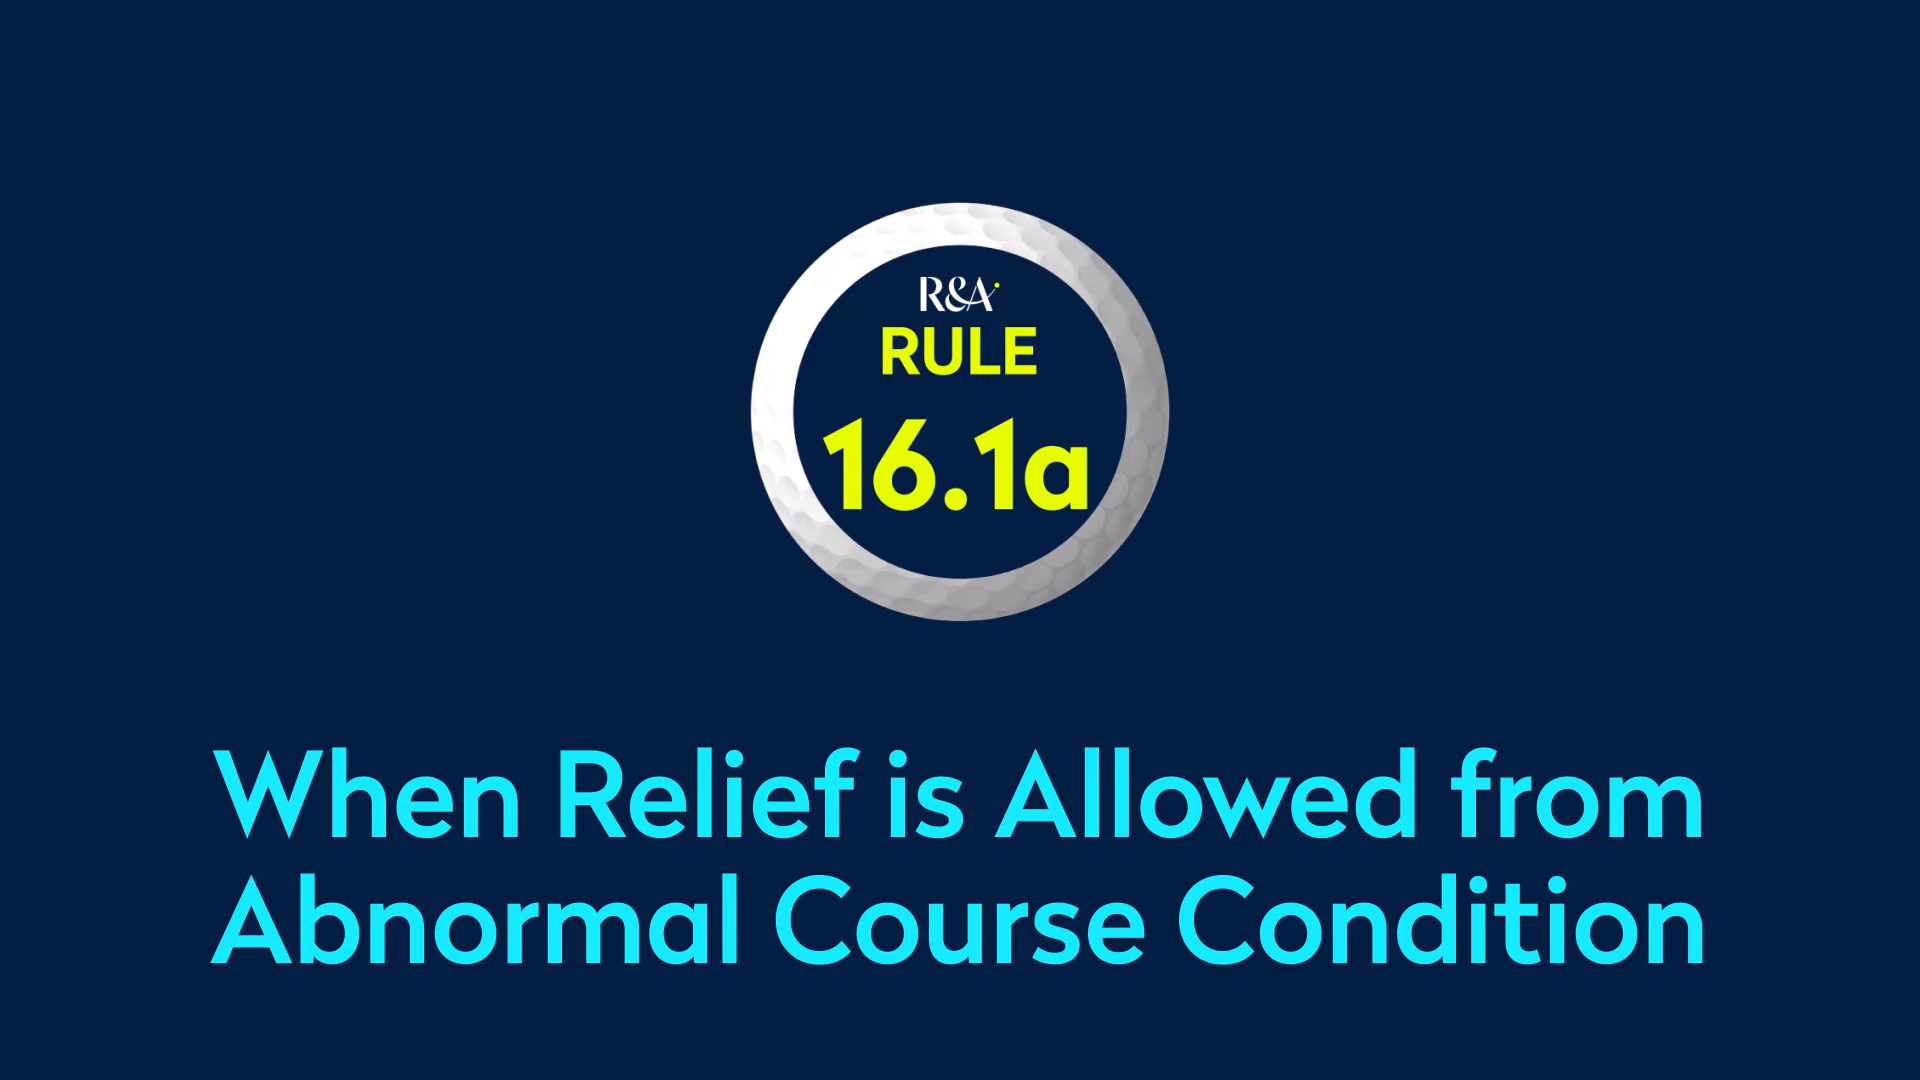 R&A
RULE
16.1a
When Relief is Allowed from
Abnormal Course Condition